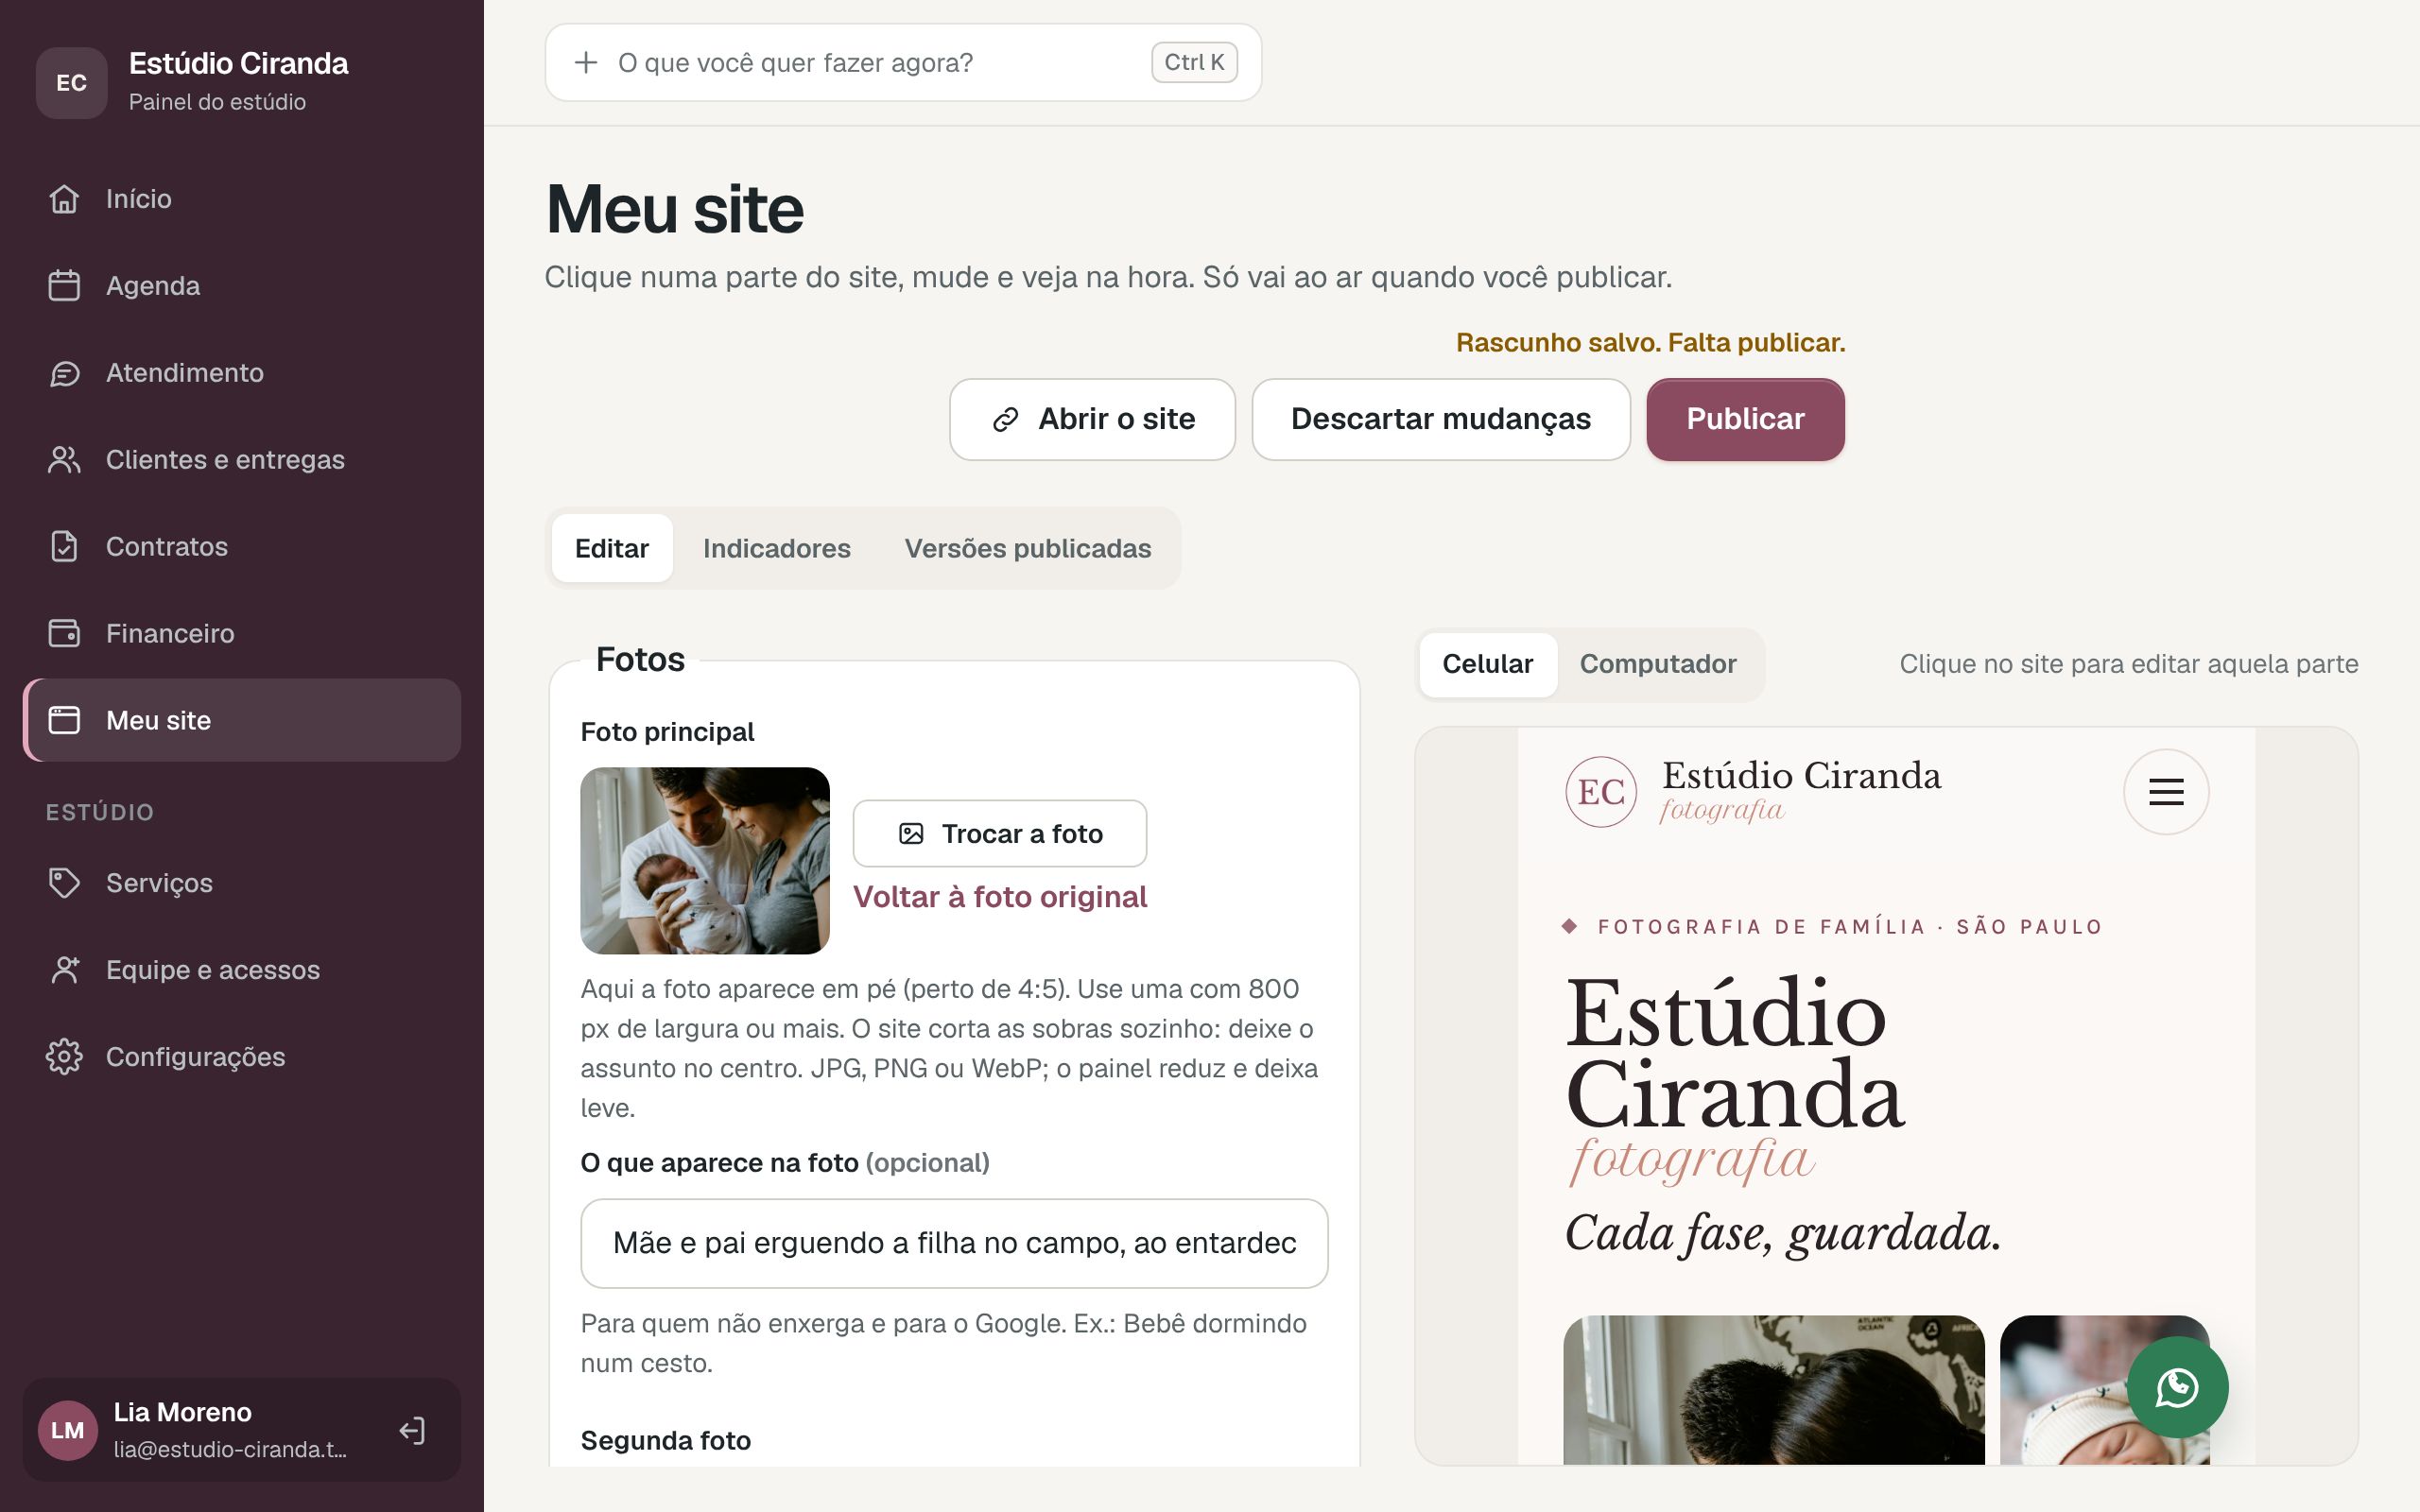 EC
Estúdio Ciranda
Painel do estúdio
Início
Agenda
Atendimento
Clientes e entregas
Contratos
Financeiro
Meu site
ESTÚDIO
Serviços
Equipe e acessos
Configurações
LM
Lia Moreno
lia@estudio-ciranda.t...
O que você quer fazer agora?
Ctrl K
Meu site
Clique numa parte do site, mude e veja na hora. Só vai ao ar quando você publicar.
Rascunho salvo. Falta publicar.
Abrir o site
Descartar mudanças
Publicar
Editar
Indicadores
Versões publicadas
Fotos
Foto principal
Trocar a foto
Voltar à foto original
Aqui a foto aparece em pé (perto de 4:5). Use uma com 800
px de largura ou mais. O site corta as sobras sozinho: deixe o
assunto no centro. JPG, PNG ou WebP; o painel reduz e deixa
leve.
O que aparece na foto (opcional)
Mãe e pai erguendo a filha no campo, ao entardec
Para quem não enxerga e para o Google. Ex.: Bebê dormindo
num cesto.
Segunda foto
Celular
Computador
Clique no site para editar aquela parte
EC
Estúdio Ciranda
fotografia
FOTOGRAFIA DE FAMÍLIA · SÃO PAULO
Estúdio
Ciranda
fotografia
Cada fase, guardada.
ATLANTIC
OCEAN
AFRICA